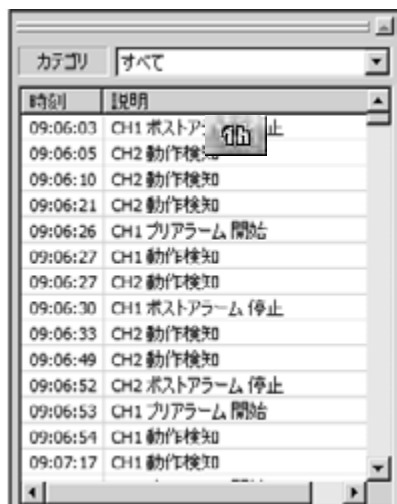 カテゴリ すべて
時刻 説明
09:06:03 CH1 ポストア 止
09:06:05 CH2 動作検知
09:06:10 CH2 動作検知
09:06:21 CH2 動作検知
09:06:26 CH1 プリアラーム 開始
09:06:27 CH1 動作検知
09:06:27 CH2 動作検知
09:06:30 CH1 ポストアラーム 停止
09:06:33 CH2 動作検知
09:06:49 CH2 動作検知
09:06:52 CH2 ポストアラーム 停止
09:06:53 CH1 プリアラーム 開始
09:06:54 CH1 動作検知
09:07:17 CH1 動作検知